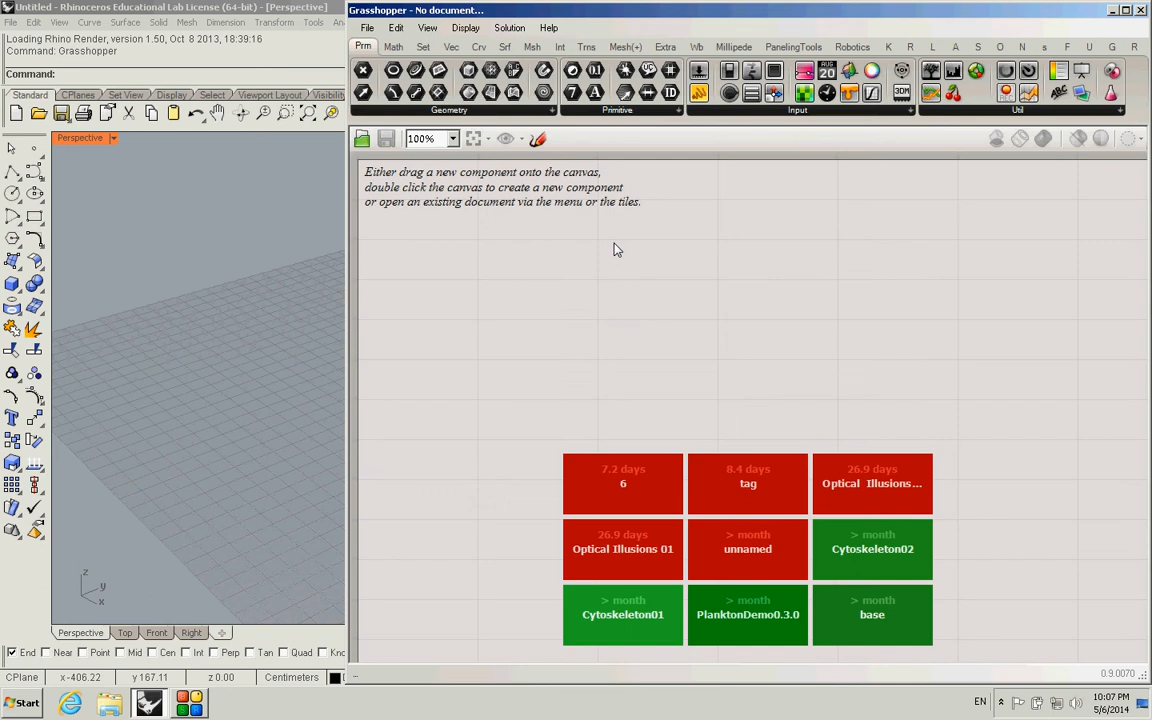 Untitled - Rhinoceros Educational Lab License (64-bit) - [Perspective]
File Edit View Curve Surface Solid Mesh Dimension Transform Tools
Loading Rhino Render, version 1.50, Oct 8 2013, 18:39:16
Command: Grasshopper
Command:
Standard CPlanes Set View Display Select Viewport Layout Visibility
Perspective
z
y
x
Perspective Top Front Right
End Near Point Mid Cen Int Perp Tan Quad
CPlane x-406.22 y 167.11 z 0.00 Centimeters
Grasshopper - No document...
File Edit View Display Solution Help
Prm Math Set Vec Crv Srf Msh Int Trns Mesh(+) Extra Wb Millipede PanelingTools Robotics K R L A O N s F U G R
Geometry Primitive Input Util
100%
Either drag a new component onto the canvas,
double click the canvas to create a new component
or open an existing document via the menu or the tiles.
7.2 days
6
8.4 days
tag
26.9 days
Optical Illusions...
26.9 days
Optical Illusions 01
> month
unnamed
> month
Cytoskeleton02
> month
Cytoskeleton01
> month
PlanktonDemo0.3.0
> month
base
...
0.9.0070
Start
EN
10:07 PM
5/6/2014